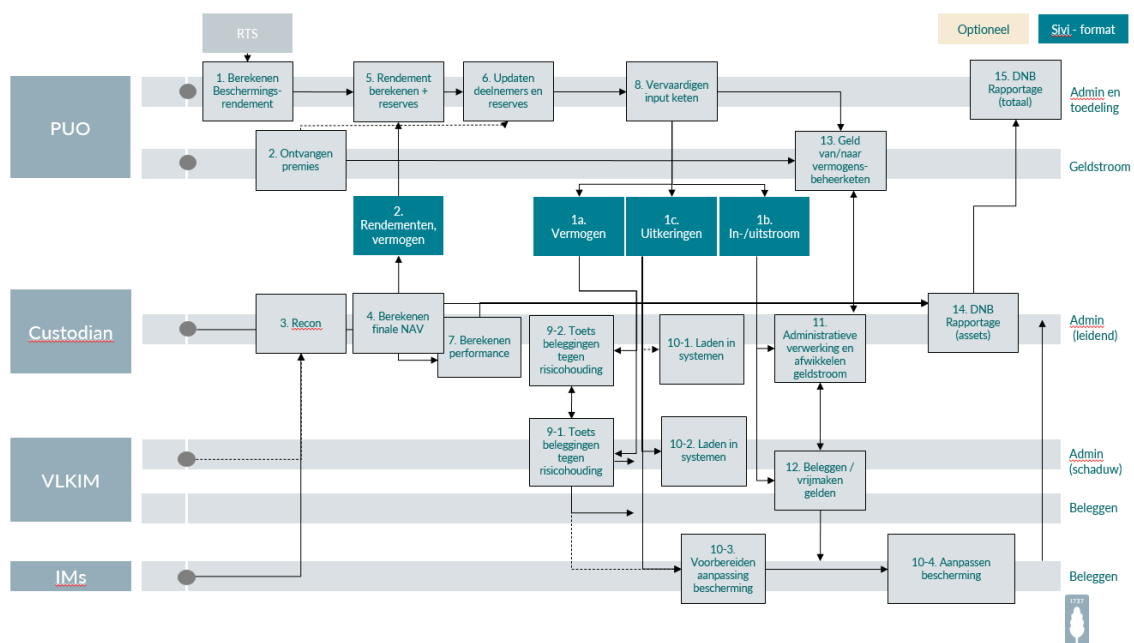 RTS
Optioneel
Sivi - format
PUO
1. Berekenen
Beschermings-
rendement
5. Rendement
berekenen +
reserves
6. Updaten
deelnemers en
reserves
8. Vervaardigen
input keten
15. DNB
Rapportage
(totaal)
Admin en
toedeling
2. Ontvangen
premies
13. Geld
van/naar
vermogens-
beheerketen
Geldstroom
2.
Rendementen,
vermogen
1a.
Vermogen
1c.
Uitkeringen
1b.
In-/uitstroom
Custodian
3. Recon
4. Berekenen
finale NAV
7. Berekenen
performance
9-2. Toets
beleggingen
tegen
risicohouding
10-1. Laden in
systemen
11.
Administratieve
verwerking en
afwikkelen
geldstroom
14. DNB
Rapportage
(assets)
Admin
(leidend)
VLKIM
9-1. Toets
beleggingen
tegen
risicohouding
10-2. Laden in
systemen
12. Beleggen /
vrijmaken
gelden
Admin
(schaduw)
Beleggen
IMs
10-3.
Voorbereiden
aanpassing
bescherming
10-4. Aanpassen
bescherming
Beleggen
1737